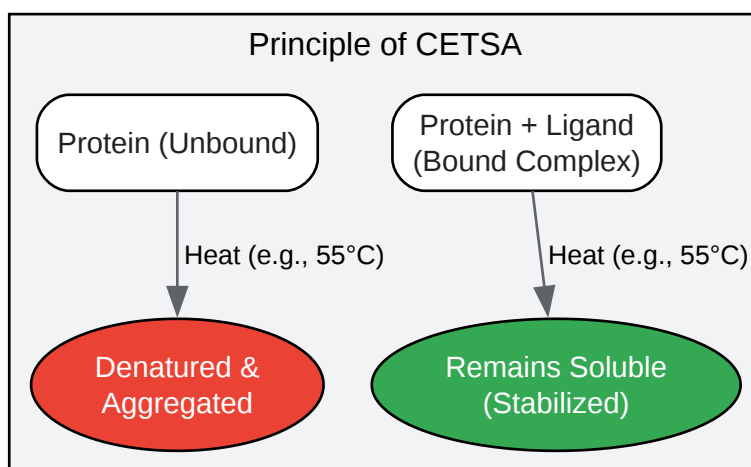 Principle of CETSA
Protein (Unbound)
Protein + Ligand
(Bound Complex)
Heat (e.g., 55°C)
Heat (e.g., 55°C)
Denatured &
Aggregated
Remains Soluble
(Stabilized)